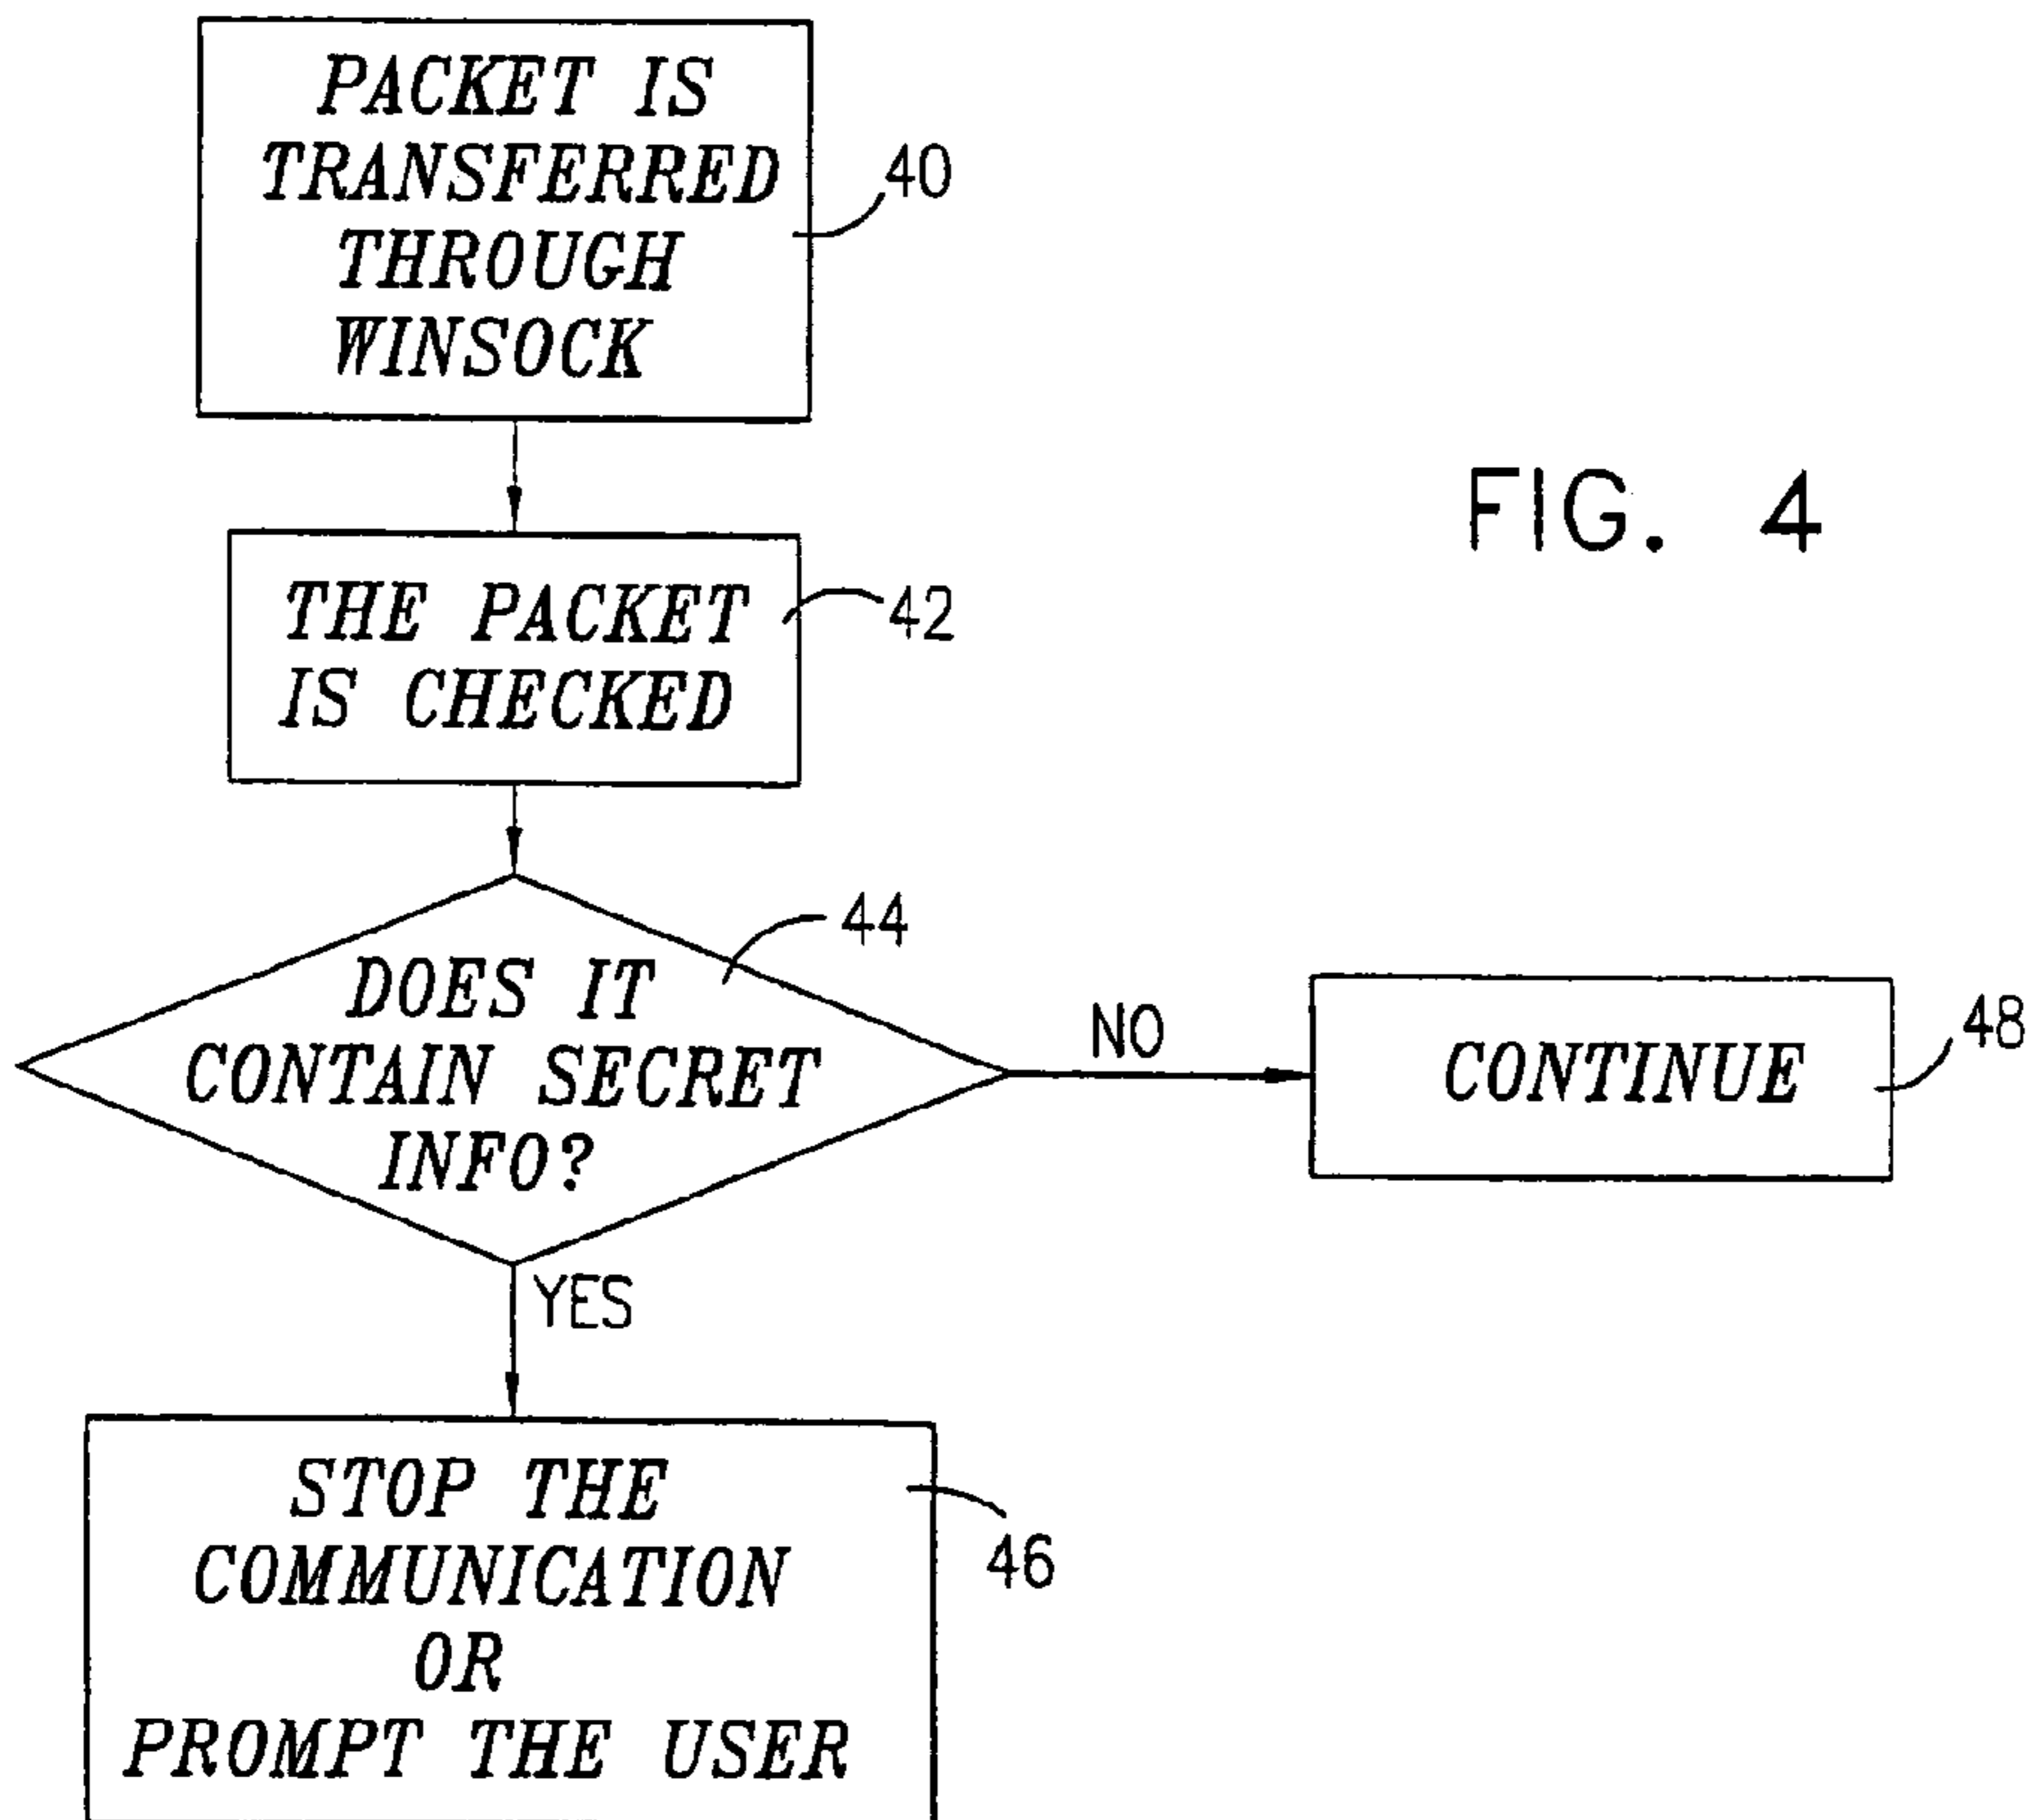 PACKET IS
TRANSFERRED
THROUGH
WINSOCK
40
FIG. 4
THE PACKET
IS CHECKED
42
44
DOES IT
CONTAIN SECRET
INFO?
NO
CONTINUE
48
YES
STOP THE
COMMUNICATION
OR
PROMPT THE USER
46